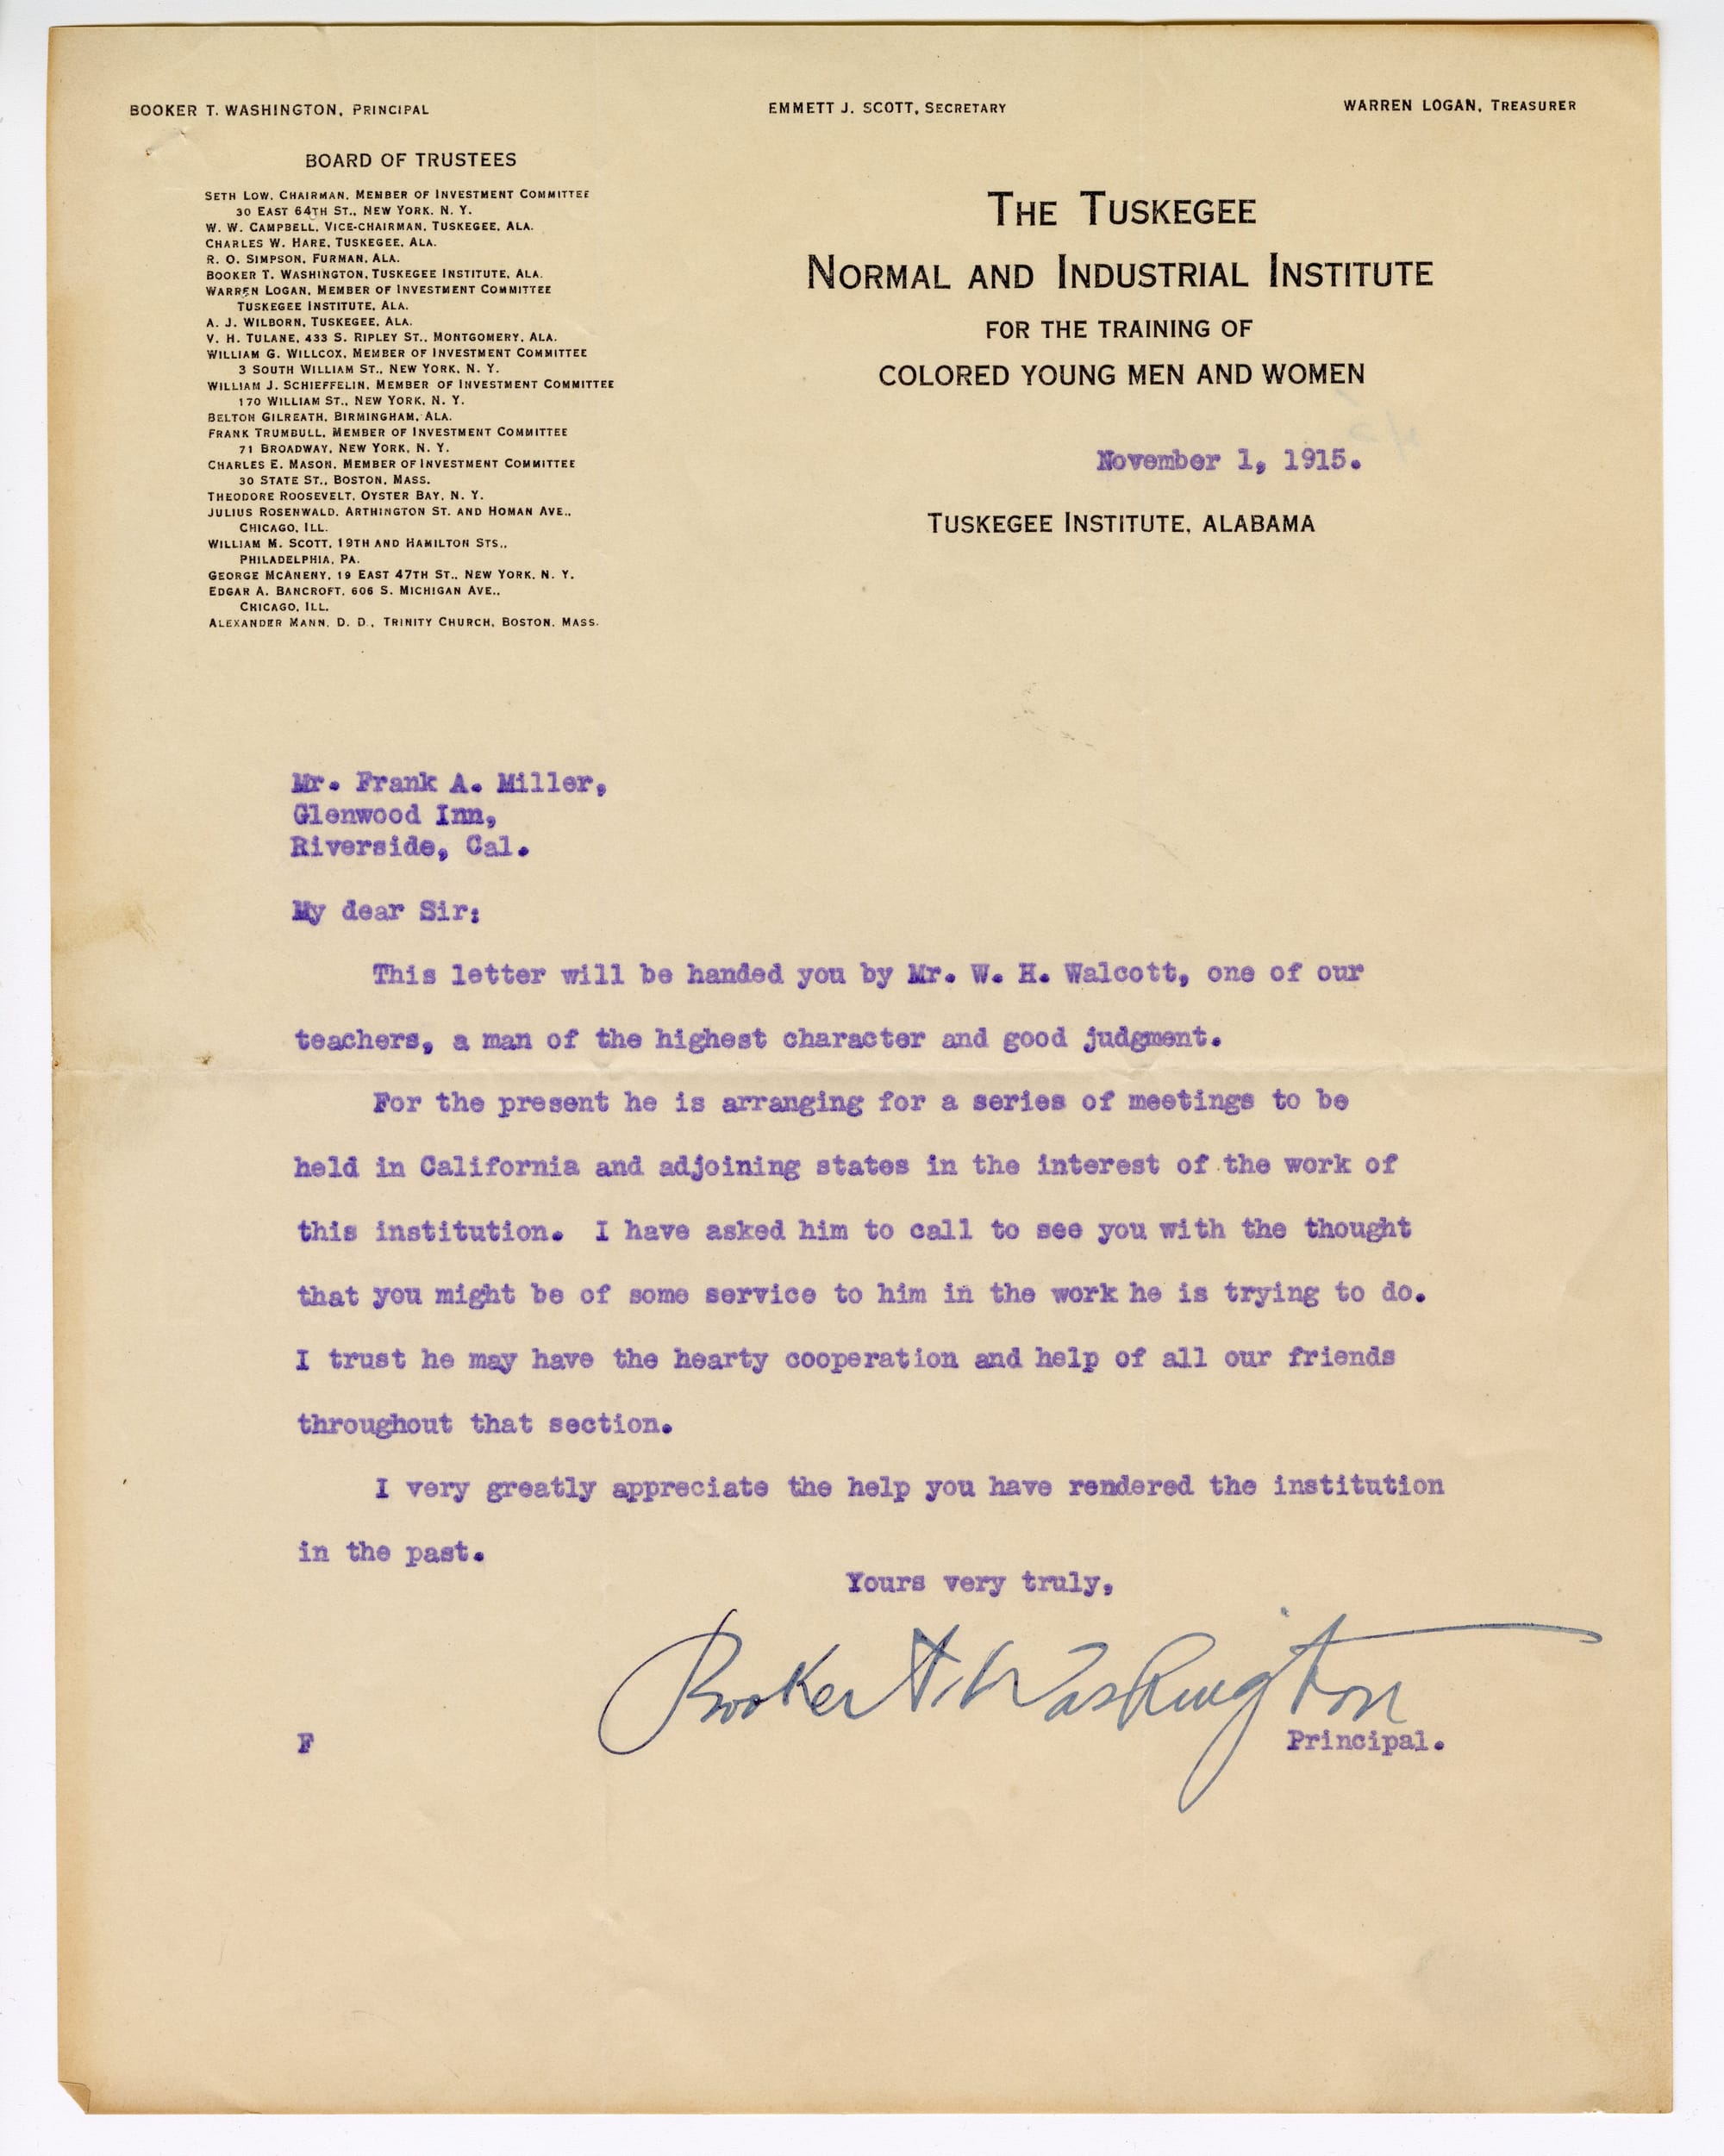 BOOKER T. WASHINGTON, PRINCIPAL
EMMETT J. SCOTT, SECRETARY
WARREN LOGAN, TREASURER
BOARD OF TRUSTEES
SETH LOW, CHAIRMAN, MEMBER OF INVESTMENT COMMITTEE
30 EAST 64TH ST., NEW YORK, N. Y.
W. W. CAMPBELL, VICE-CHAIRMAN, TUSKEGEE, ALA.
CHARLES W. HARE, TUSKEGEE, ALA.
R. O. SIMPSON, FURMAN, ALA.
BOOKER T. WASHINGTON, TUSKEGEE INSTITUTE, ALA.
WARREN LOGAN, MEMBER OF INVESTMENT COMMITTEE
TUSKEGEE INSTITUTE, ALA.
A. J. WILBORN, TUSKEGEE, ALA.
V. H. TULANE, 433 S. RIPLEY ST., MONTGOMERY, ALA.
WILLIAM G. WILLCOX, MEMBER OF INVESTMENT COMMITTEE
3 SOUTH WILLIAM ST., NEW YORK, N. Y.
WILLIAM J. SCHIEFFELIN, MEMBER OF INVESTMENT COMMITTEE
170 WILLIAM ST., NEW YORK, N. Y.
BELTON GILREATH, BIRMINGHAM, ALA.
FRANK TRUMBULL, MEMBER OF INVESTMENT COMMITTEE
71 BROADWAY, NEW YORK, N. Y.
CHARLES E. MASON, MEMBER OF INVESTMENT COMMITTEE
30 STATE ST., BOSTON, MASS.
THEODORE ROOSEVELT, OYSTER BAY, N. Y.
JULIUS ROSENWALD, ARTHINGTON ST. AND HOMAN AVE.,
CHICAGO, ILL.
WILLIAM M. SCOTT, 19TH AND HAMILTON STS.,
PHILADELPHIA, PA.
GEORGE MCANENY, 19 EAST 47TH ST., NEW YORK, N. Y.
EDGAR A. BANCROFT, 606 S. MICHIGAN AVE.,
CHICAGO, ILL.
ALEXANDER MANN, D. D., TRINITY CHURCH, BOSTON, MASS.
THE TUSKEGEE
NORMAL AND INDUSTRIAL INSTITUTE
FOR THE TRAINING OF
COLORED YOUNG MEN AND WOMEN
November 1, 1915.
TUSKEGEE INSTITUTE, ALABAMA
Mr. Frank A. Miller,
Glenwood Inn,
Riverside, Cal.
My dear Sir:
This letter will be handed you by Mr. W. H. Walcott, one of our
teachers, a man of the highest character and good judgment.
For the present he is arranging for a series of meetings to be
held in California and adjoining states in the interest of the work of
this institution. I have asked him to call to see you with the thought
that you might be of some service to him in the work he is trying to do.
I trust he may have the hearty cooperation and help of all our friends
throughout that section.
I very greatly appreciate the help you have rendered the institution
in the past.
Yours very truly,
Booker T. Washington
F
Principal.